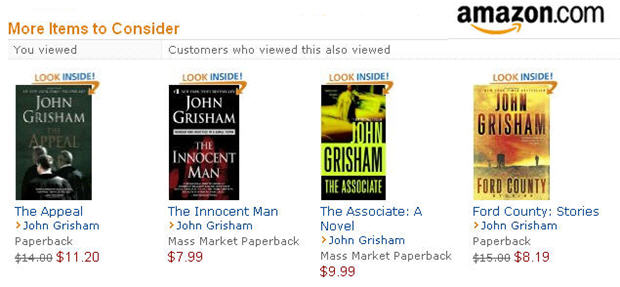 amazon.com
More Items to Consider
You viewed
Customers who viewed this also viewed
LOOK INSIDE!
JOHN
GRISHAM
THE
APPEAL
The Appeal
John Grisham
Paperback
$14.00 $11.20
LOOK INSIDE!
JOHN
GRISHAM
THE
INNOCENT
MAN
The Innocent Man
John Grisham
Mass Market Paperback
$7.99
LOOK INSIDE!
JOHN
GRISHAM
THE ASSOCIATE
The Associate: A
Novel
John Grisham
Mass Market Paperback
$9.99
LOOK INSIDE!
JOHN
GRISHAM
FORD COUNTY
STORIES
Ford County: Stories
John Grisham
Paperback
$15.00 $8.19